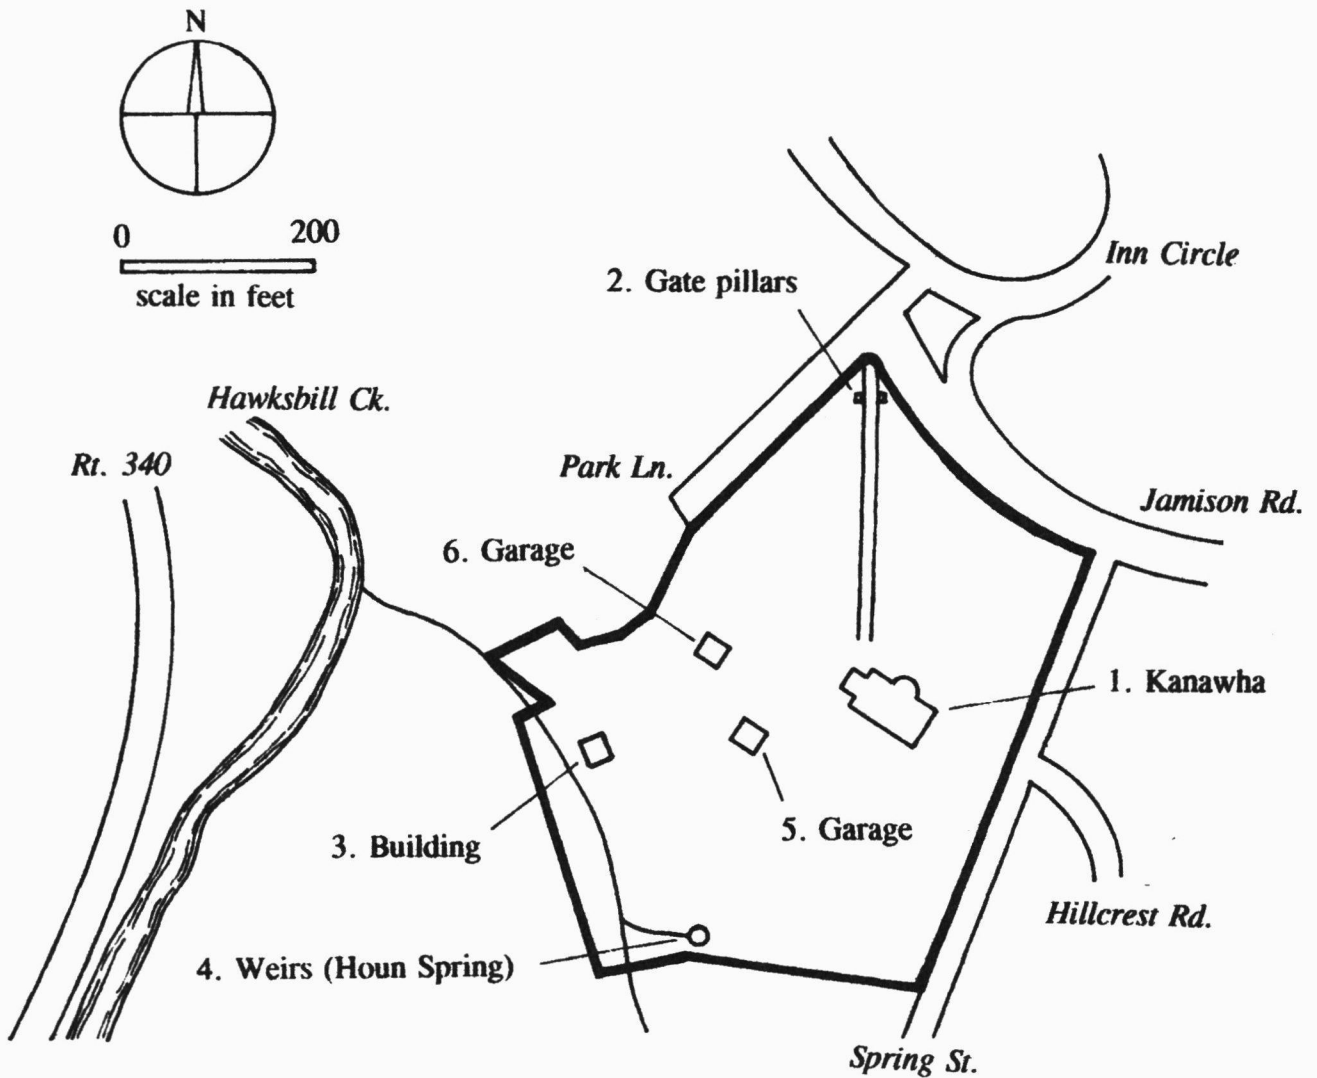 N
0 200
scale in feet
Inn Circle
2. Gate pillars
Hawksbill Ck.
Rt. 340
Park Ln.
Jamison Rd.
6. Garage
1. Kanawha
5. Garage
3. Building
Hillcrest Rd.
4. Weirs (Houn Spring)
Spring St.